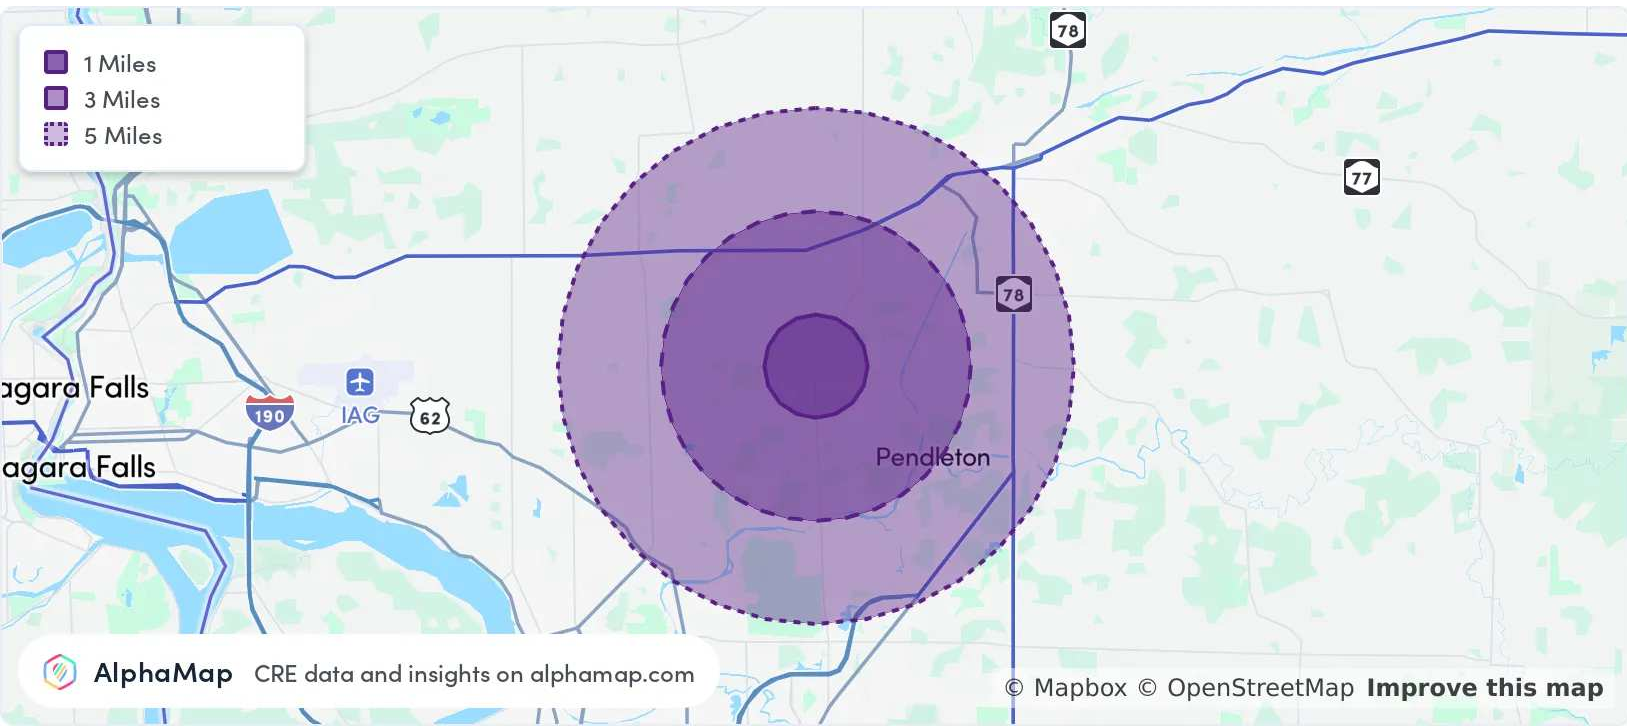 1 Miles
3 Miles
5 Miles
78
77
78
agara Falls
190
IAG
62
Pendleton
agara Falls
AlphaMap CRE data and insights on alphamap.com
© Mapbox © OpenStreetMap Improve this map